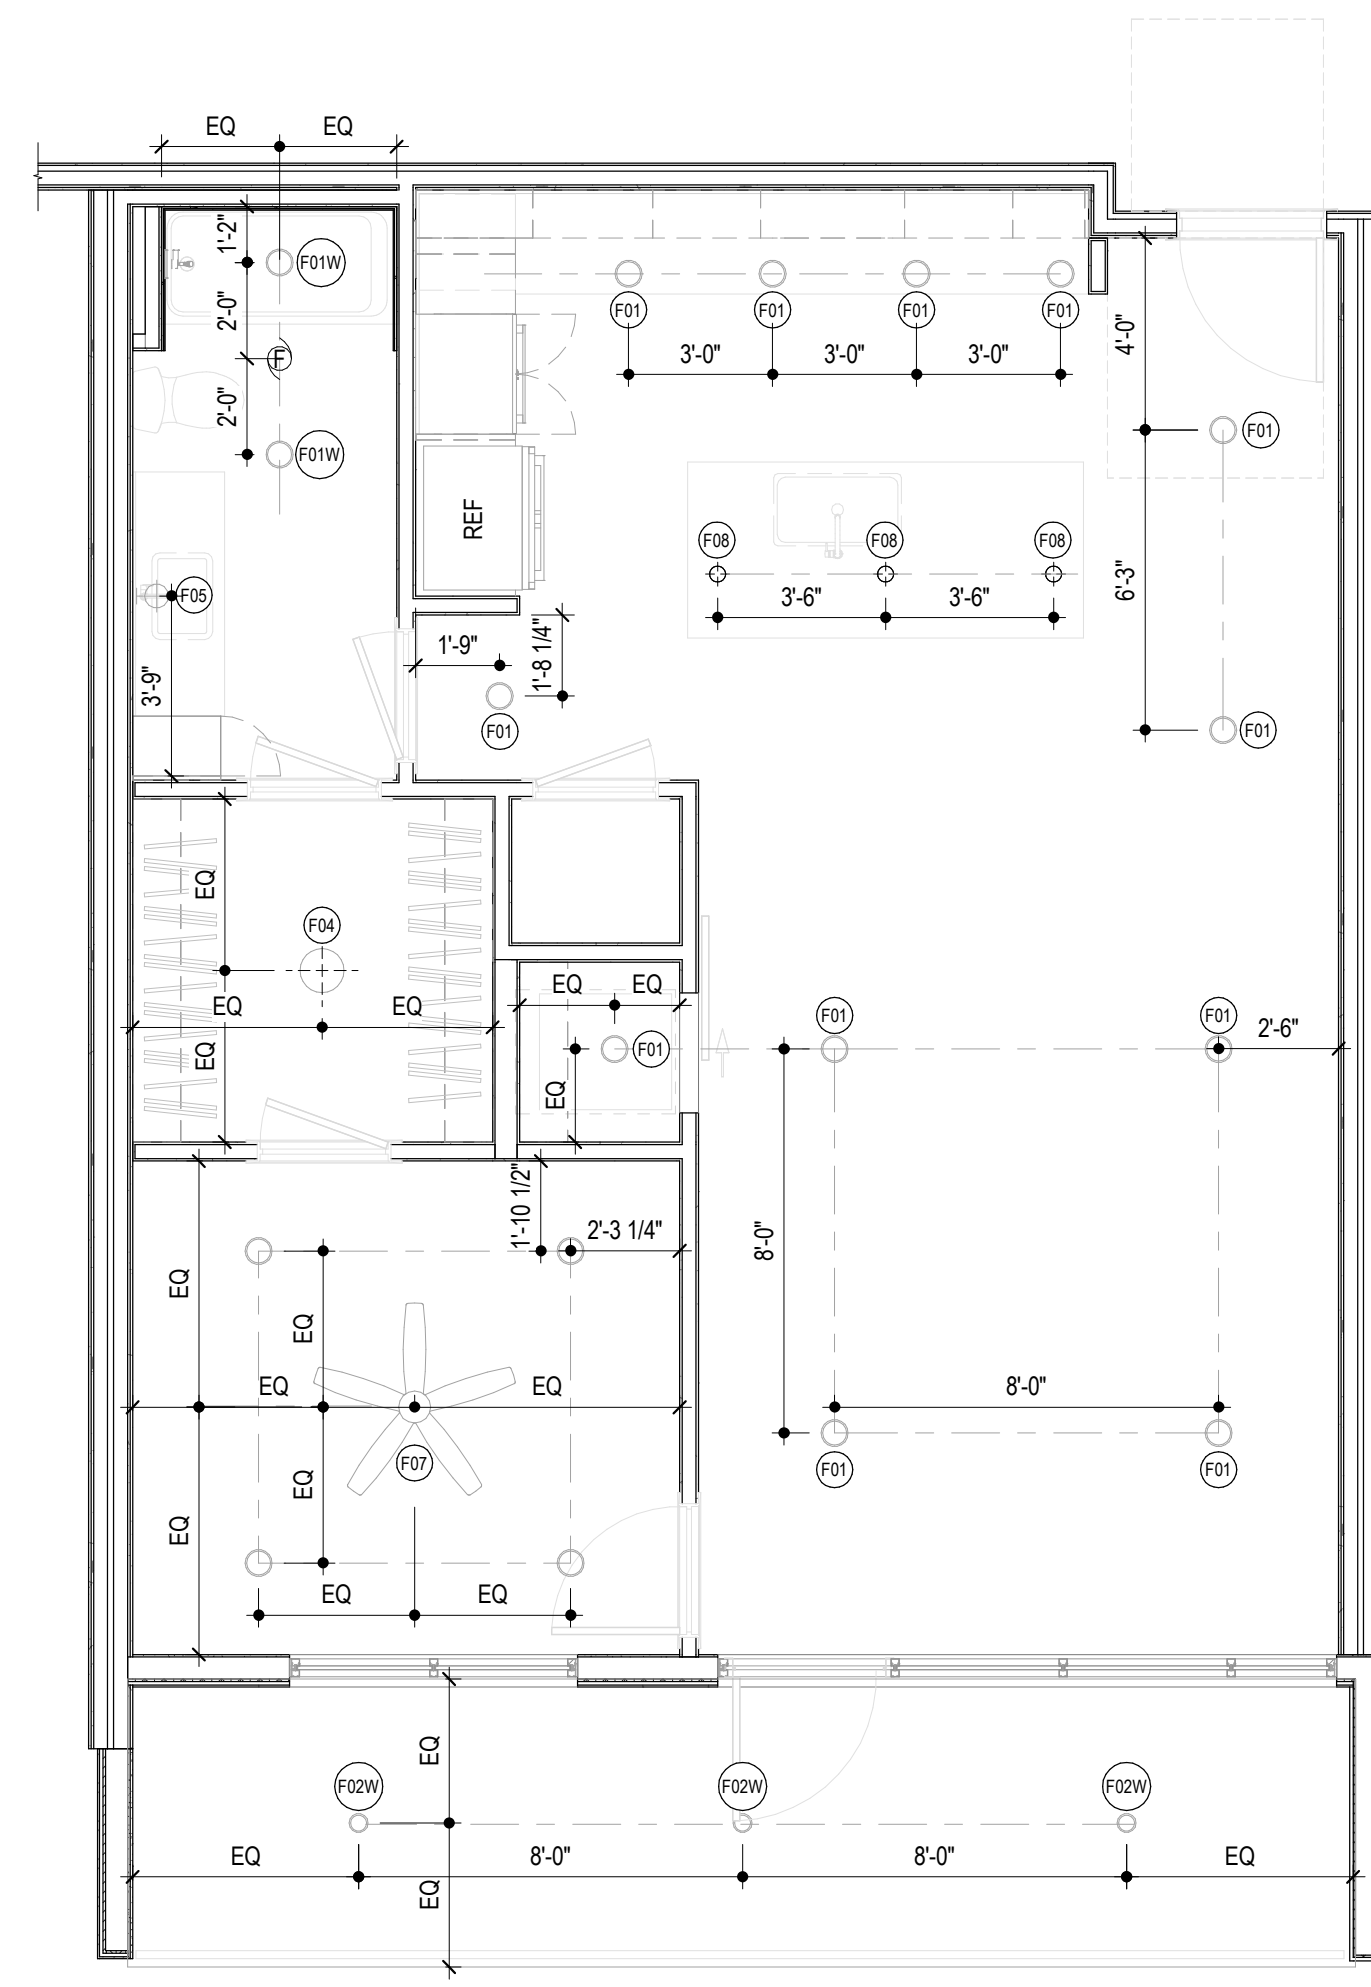 EQ EQ
1'-2"
F01W
2'-0"
F
2'-0"
F01W
F05
3'-9"
F01 F01 F01 F01
3'-0" 3'-0" 3'-0"
4'-0"
F01
6'-3"
F01
REF
F08 F08 F08
3'-6" 3'-6"
1'-9"
1'-8 1/4"
F01
EQ
F04
EQ EQ
EQ
EQ EQ
F01
EQ
F01 F01
2'-6"
8'-0"
8'-0"
F01 F01
1'-10 1/2"
2'-3 1/4"
EQ
EQ
EQ EQ
F07
EQ
EQ
EQ EQ
EQ
F02W F02W F02W
EQ 8'-0" 8'-0" EQ
EQ